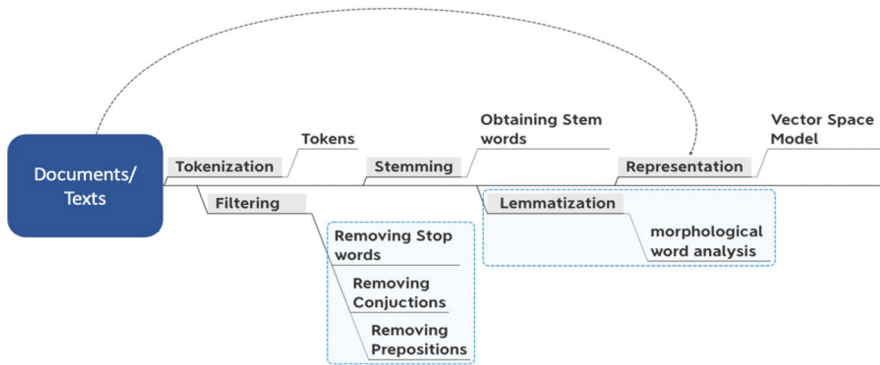 Documents/
Texts
Tokenization
Tokens
Filtering
Removing Stop
words
Removing
Conjuctions
Removing
Prepositions
Stemming
Obtaining Stem
words
Lemmatization
morphological
word analysis
Representation
Vector Space
Model